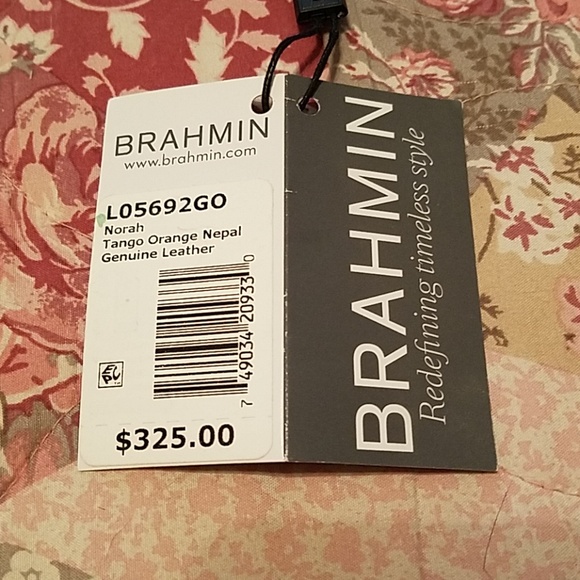 BRAHMIN
www.brahmin.com
L05692GO
Norah
Tango Orange Nepal
Genuine Leather
7 49034 20933 0
EPC
$325.00
BRAHMIN
Redefining timeless style